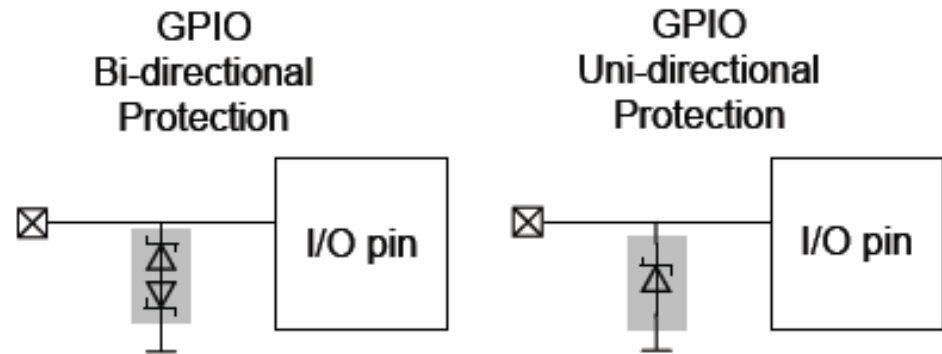 GPIO
Bi-directional
Protection
I/O pin
GPIO
Uni-directional
Protection
I/O pin